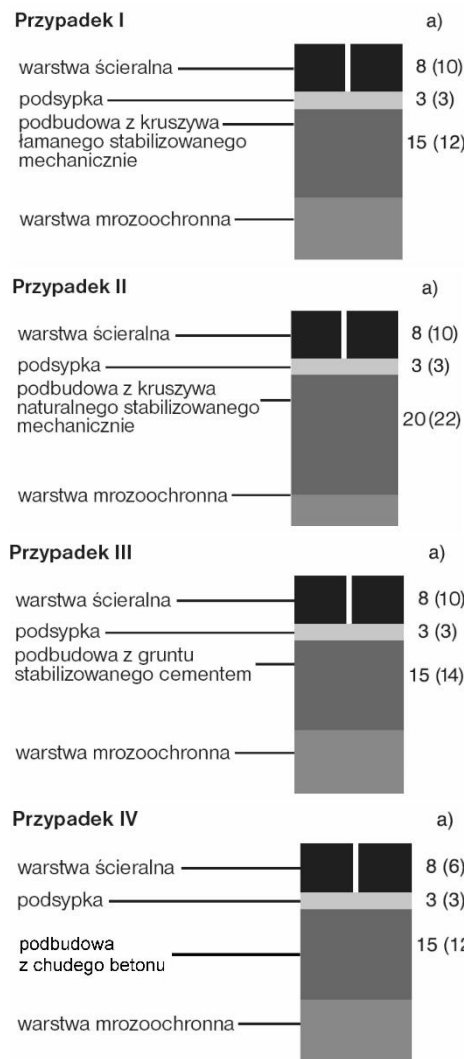 Przypadek I a)
warstwa ścieralna 8 (10)
podsypka 3 (3)
podbudowa z kruszywa
łamanego stabilizowanego 15 (12)
mechanicznie
warstwa mrozoochronna
Przypadek II a)
warstwa ścieralna 8 (10)
podsypka 3 (3)
podbudowa z kruszywa
naturalnego stabilizowanego 20 (22)
mechanicznie
warstwa mrozoochronna
Przypadek III a)
warstwa ścieralna 8 (10)
podsypka 3 (3)
podbudowa z gruntu
stabilizowanego cementem 15 (14)
warstwa mrozoochronna
Przypadek IV a)
warstwa ścieralna 8 (6)
podsypka 3 (3)
podbudowa 15 (12
z chudego betonu
warstwa mrozoochronna